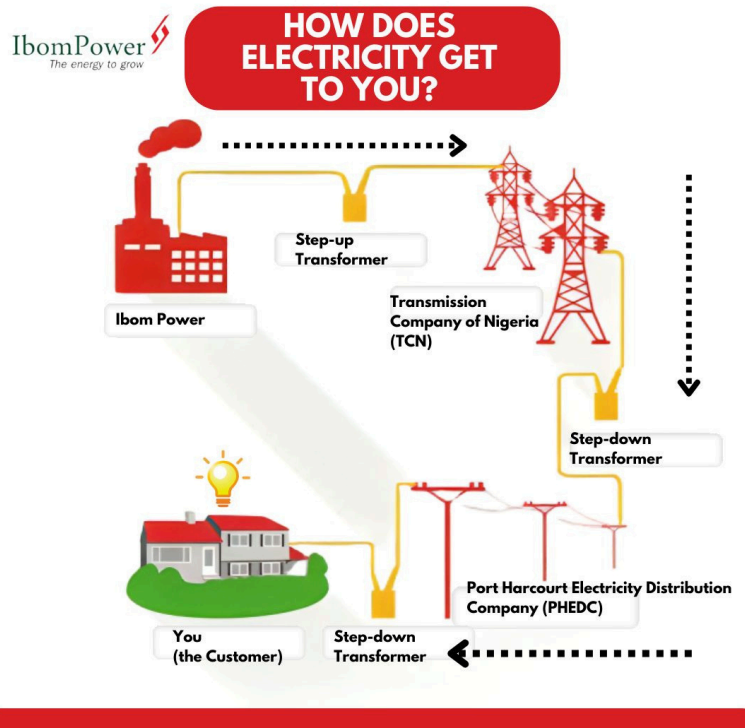 IbomPower
The energy to grow
HOW DOES
ELECTRICITY GET
TO YOU?
Step-up
Transformer
Ibom Power
Transmission
Company of Nigeria
(TCN)
Step-down
Transformer
Port Harcourt Electricity Distribution
Company (PHEDC)
Step-down
Transformer
You
(the Customer)